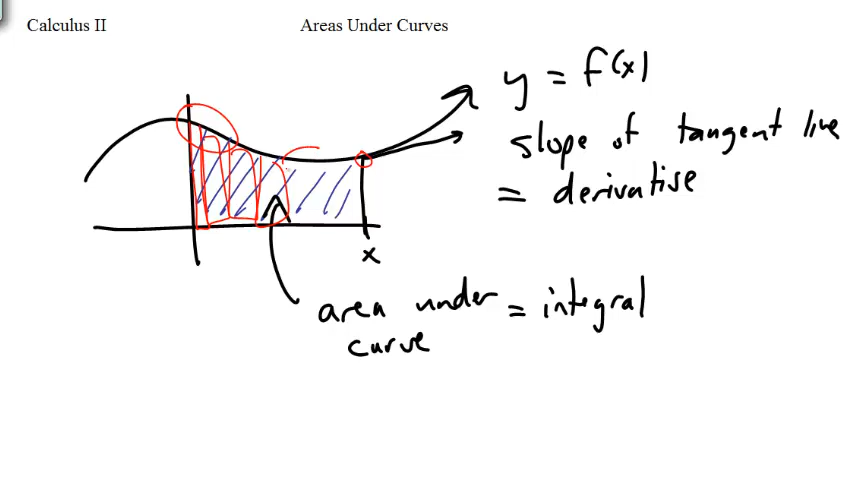 Calculus II
Areas Under Curves
y = f(x)
slope of tangent line
= derivative
x
area under = integral
curve